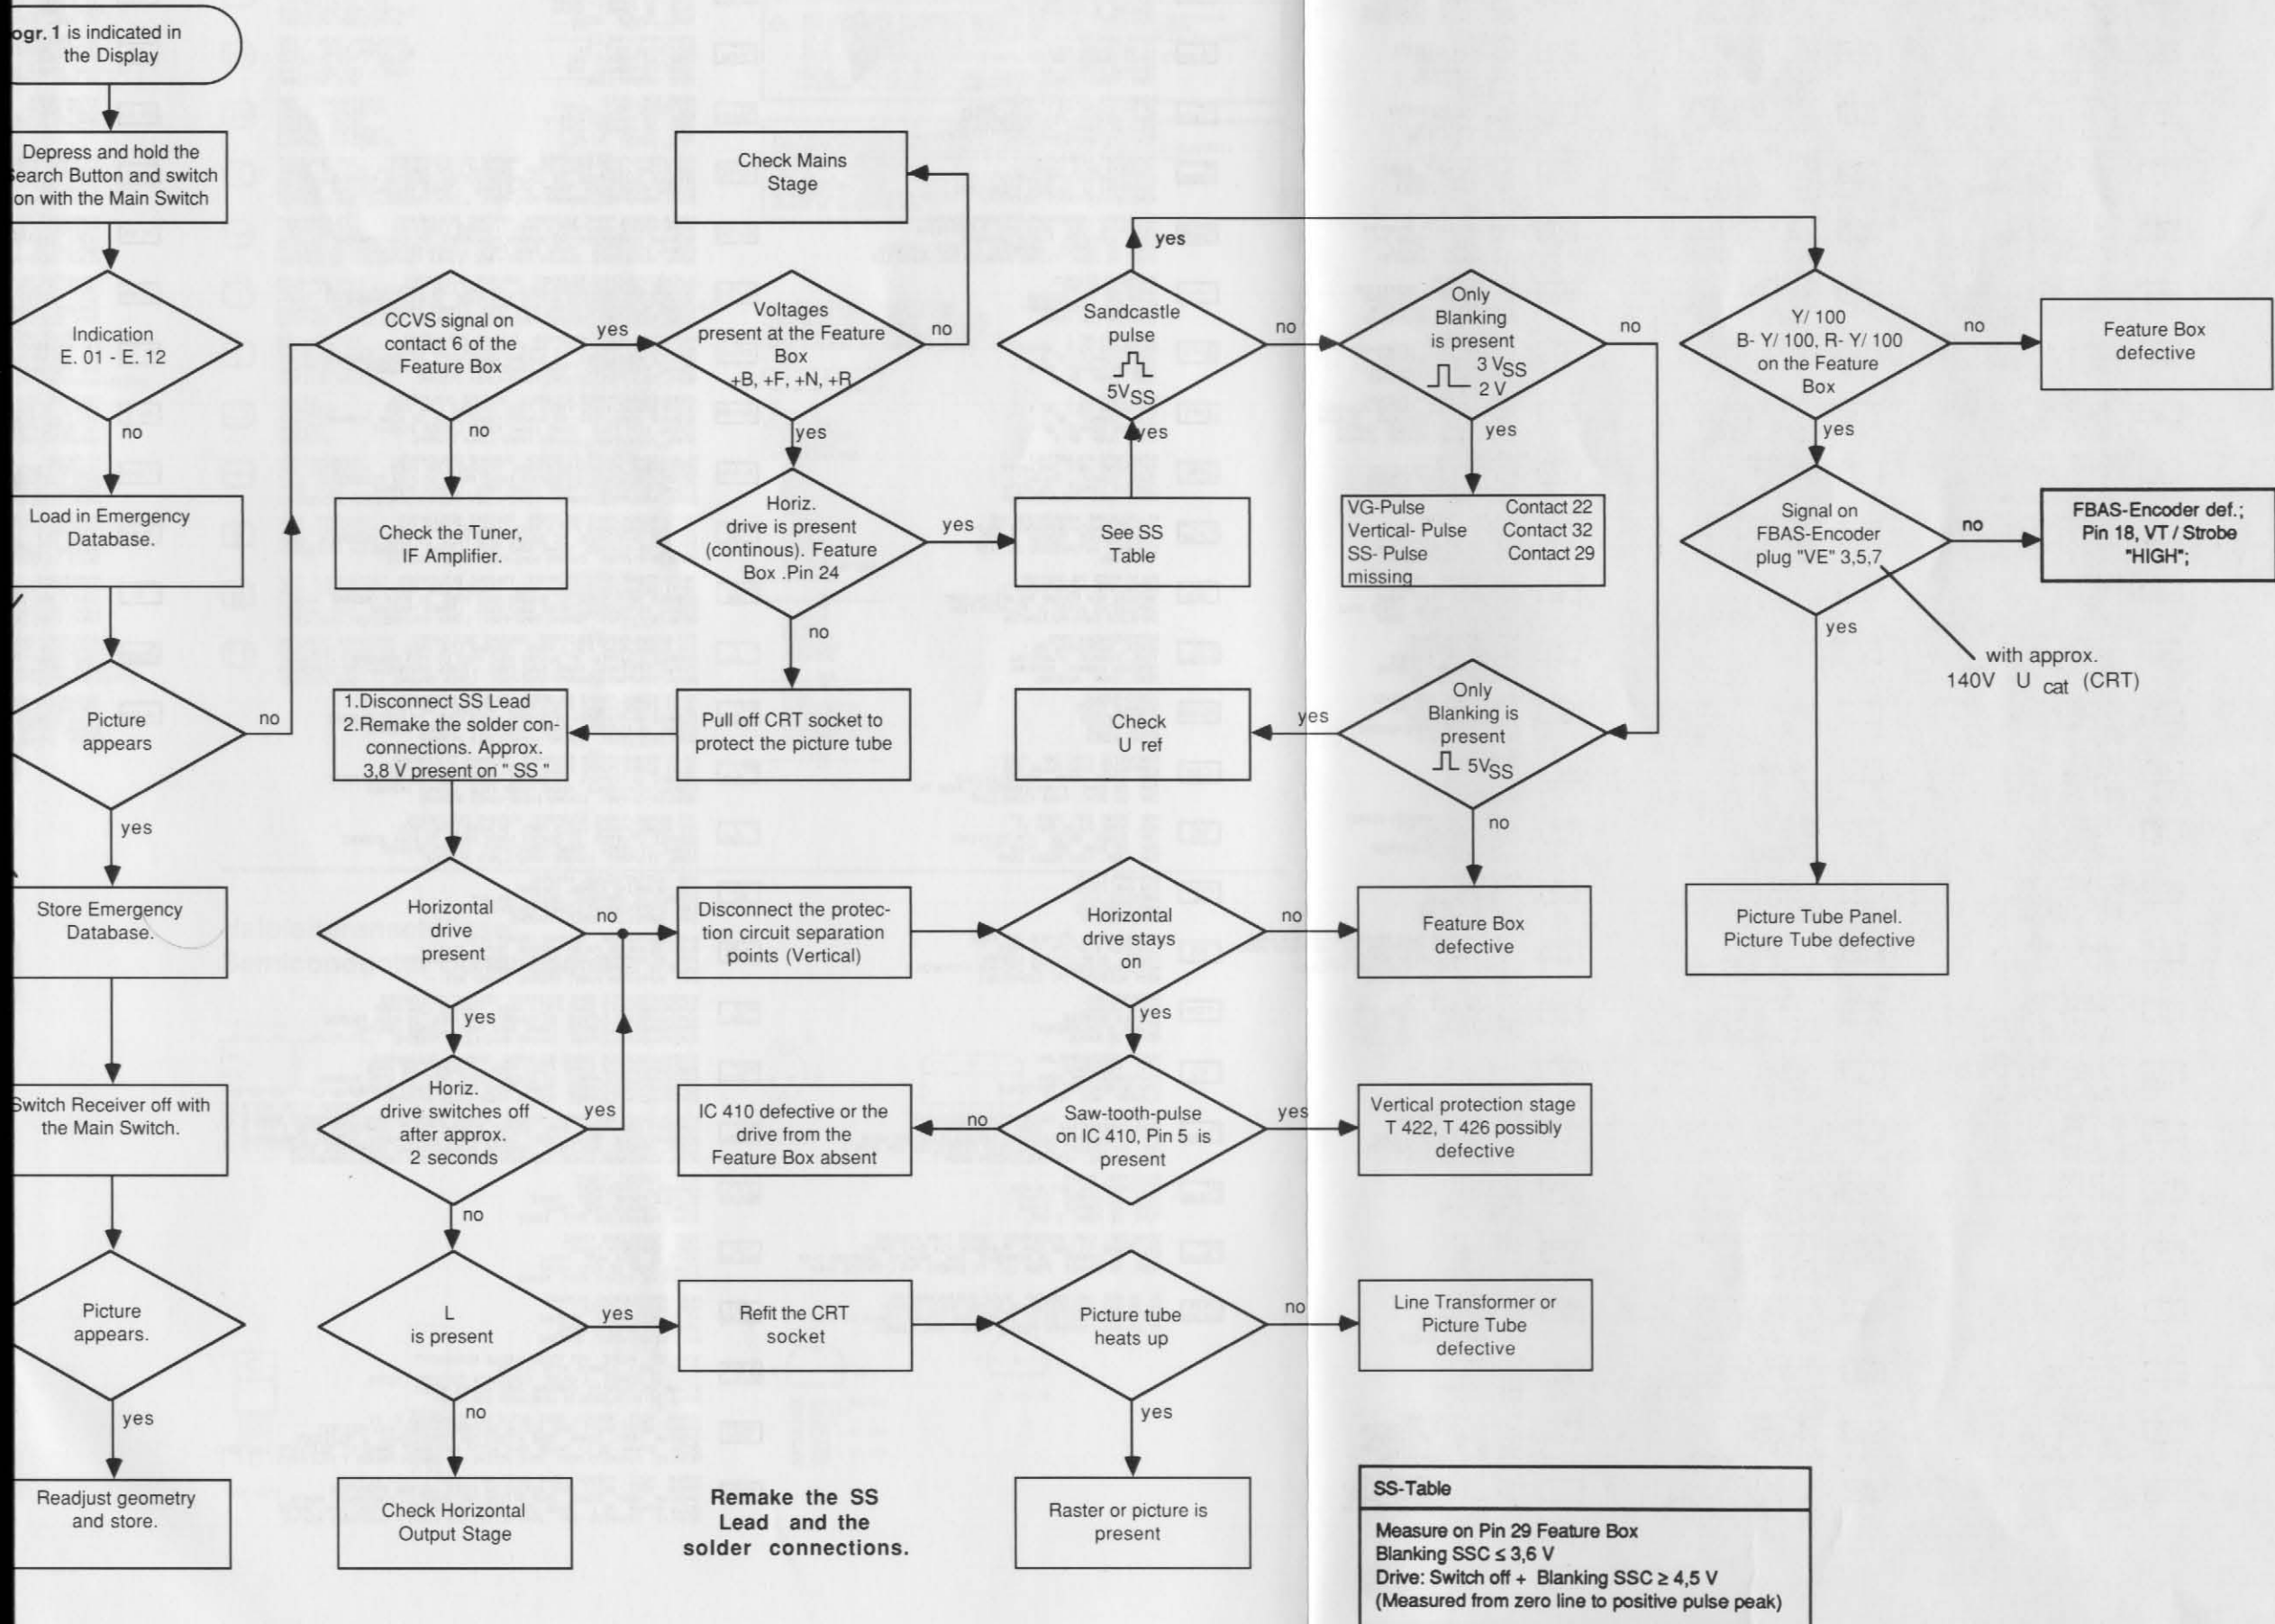 ogr. 1 is indicated in
the Display
Depress and hold the
Search Button and switch
on with the Main Switch
Indication
E. 01 - E. 12
no
Load in Emergency
Database.
Picture
appears
no
yes
Store Emergency
Database.
Switch Receiver off with
the Main Switch.
Picture
appears.
yes
Readjust geometry
and store.
CCVS signal on
contact 6 of the
Feature Box
yes
no
Check the Tuner,
IF Amplifier.
Check Mains
Stage
Voltages
present at the Feature
Box
+B, +F, +N, +R
no
yes
Horiz.
drive is present
(continous). Feature
Box .Pin 24
yes
no
See SS
Table
Pull off CRT socket to
protect the picture tube
1.Disconnect SS Lead
2.Remake the solder con-
connections. Approx.
3,8 V present on " SS "
Horizontal
drive
present
no
yes
Horiz.
drive switches off
after approx.
2 seconds
yes
no
L
is present
yes
no
Check Horizontal
Output Stage
Disconnect the protec-
tion circuit separation
points (Vertical)
Horizontal
drive stays
on
no
yes
Saw-tooth-pulse
on IC 410, Pin 5 is
present
no
yes
IC 410 defective or the
drive from the
Feature Box absent
Vertical protection stage
T 422, T 426 possibly
defective
Refit the CRT
socket
Picture tube
heats up
no
yes
Line Transformer or
Picture Tube
defective
Raster or picture is
present
Remake the SS
Lead and the
solder connections.
yes
Sandcastle
pulse
5VSS
yes
no
Only
Blanking
is present
3 VSS
2 V
no
yes
VG-Pulse Contact 22
Vertical- Pulse Contact 32
SS- Pulse Contact 29
missing
Only
Blanking is
present
5VSS
yes
no
Check
U ref
Feature Box
defective
Y/ 100
B- Y/ 100, R- Y/ 100
on the Feature
Box
no
yes
Feature Box
defective
Signal on
FBAS-Encoder
plug "VE" 3,5,7
no
yes
FBAS-Encoder def.;
Pin 18, VT / Strobe
"HIGH";
with approx.
140V U cat (CRT)
Picture Tube Panel.
Picture Tube defective
SS-Table
Measure on Pin 29 Feature Box
Blanking SSC ≤ 3,6 V
Drive: Switch off + Blanking SSC ≥ 4,5 V
(Measured from zero line to positive pulse peak)